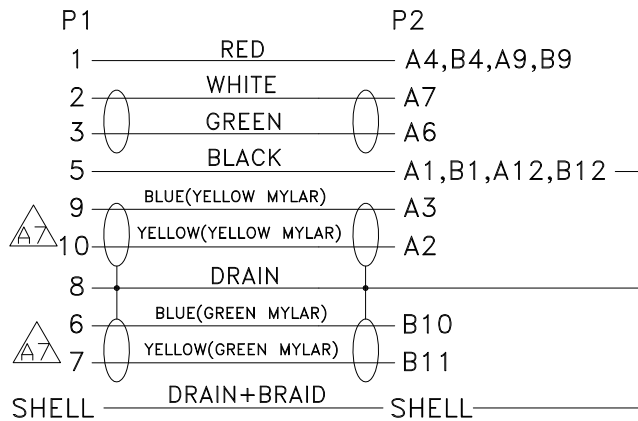 P1 P2
1 RED A4,B4,A9,B9
2 WHITE A7
3 GREEN A6
5 BLACK A1,B1,A12,B12
9 BLUE(YELLOW MYLAR) A3
A7 10 YELLOW(YELLOW MYLAR) A2
8 DRAIN
6 BLUE(GREEN MYLAR) B10
A7 7 YELLOW(GREEN MYLAR) B11
SHELL DRAIN+BRAID SHELL